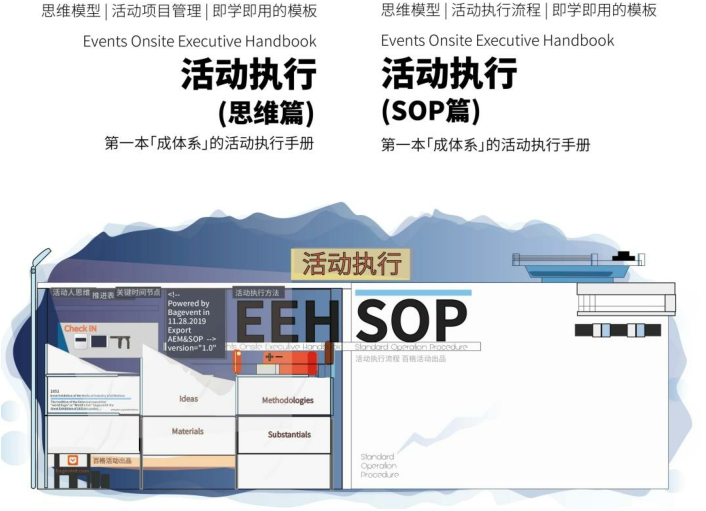 思维模型 | 活动项目管理 | 即学即用的模板
Events Onsite Executive Handbook
活动执行
(思维篇)
第一本「成体系」的活动执行手册
思维模型 | 活动执行流程 | 即学即用的模板
Events Onsite Executive Handbook
活动执行
(SOP篇)
第一本「成体系」的活动执行手册
活动执行
活动人思维
推进表
关键时间节点
<!--
Powered by
Bagevent in
11.28.2019
Export
AEM&SOP -->
version="1.0"
活动执行方法
EEH
SOP
Standard Operation Procedure
活动执行流程 百格活动出品
Check IN
1851
Ideas
Methodologies
Materials
Substantials
百格活动出品
Standard
Operation
Procedure